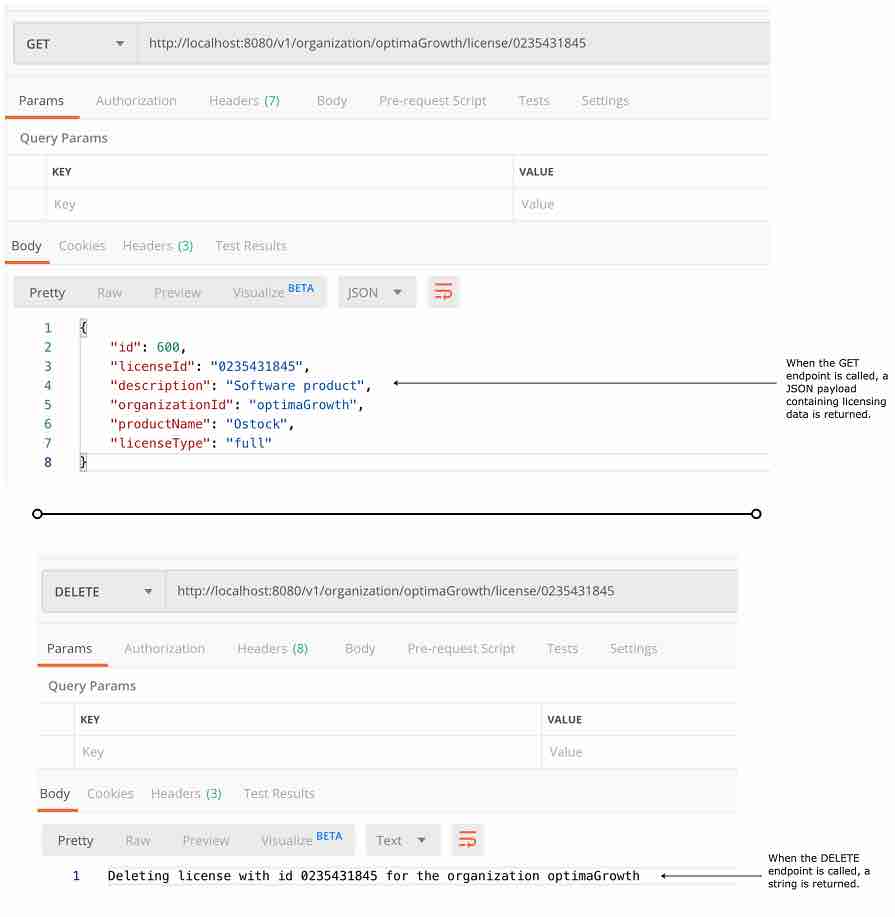 GET http://localhost:8080/v1/organization/optimaGrowth/license/0235431845
Params Authorization Headers (7) Body Pre-request Script Tests Settings
Query Params
KEY VALUE
Key Value
Body Cookies Headers (3) Test Results
Pretty Raw Preview Visualize BETA JSON
1 {
2 "id": 600,
3 "licenseId": "0235431845",
4 "description": "Software product",
5 "organizationId": "optimaGrowth",
6 "productName": "Ostock",
7 "licenseType": "full"
8 }
When the GET
endpoint is called, a
JSON payload
containing licensing
data is returned.
DELETE http://localhost:8080/v1/organization/optimaGrowth/license/0235431845
Params Authorization Headers (8) Body Pre-request Script Tests Settings
Query Params
KEY VALUE
Key Value
Body Cookies Headers (3) Test Results
Pretty Raw Preview Visualize BETA Text
1 Deleting license with id 0235431845 for the organization optimaGrowth
When the DELETE
endpoint is called, a
string is returned.